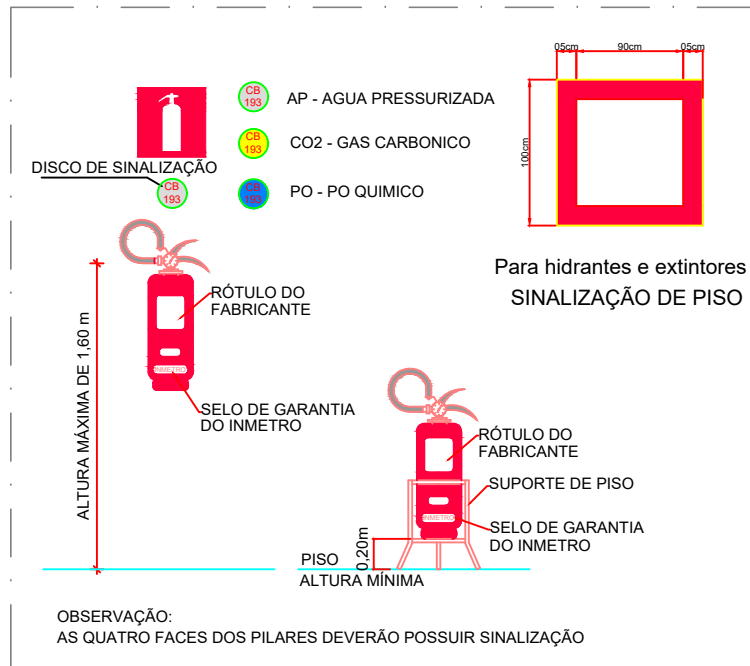 05cm
90cm
05cm
100cm
CB
193
AP - AGUA PRESSURIZADA
CB
193
CO2 - GAS CARBONICO
DISCO DE SINALIZAÇÃO
CB
193
CB
193
PO - PO QUIMICO
Para hidrantes e extintores
SINALIZAÇÃO DE PISO
ALTURA MÁXIMA DE 1,60 m
RÓTULO DO
FABRICANTE
INMETRO
SELO DE GARANTIA
DO INMETRO
RÓTULO DO
FABRICANTE
SUPORTE DE PISO
INMETRO
SELO DE GARANTIA
DO INMETRO
0,20m
PISO
ALTURA MÍNIMA
OBSERVAÇÃO:
AS QUATRO FACES DOS PILARES DEVERÃO POSSUIR SINALIZAÇÃO